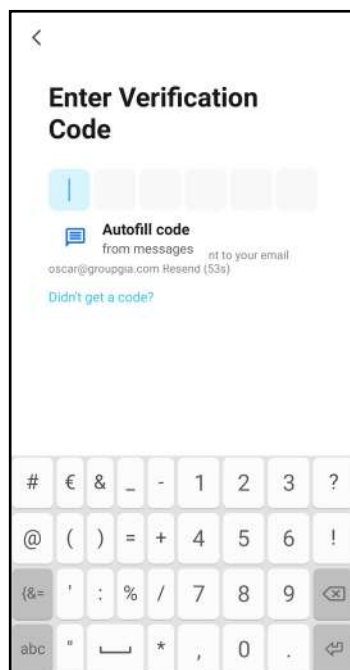 Enter Verification
Code
Autofill code
from messages nt to your email
oscar@groupgia.com Resend (53s)
Didn't get a code?
# € & _ - 1 2 3 ?
@ ( ) = + 4 5 6 !
{&= ' : % / 7 8 9
abc " * , 0 .